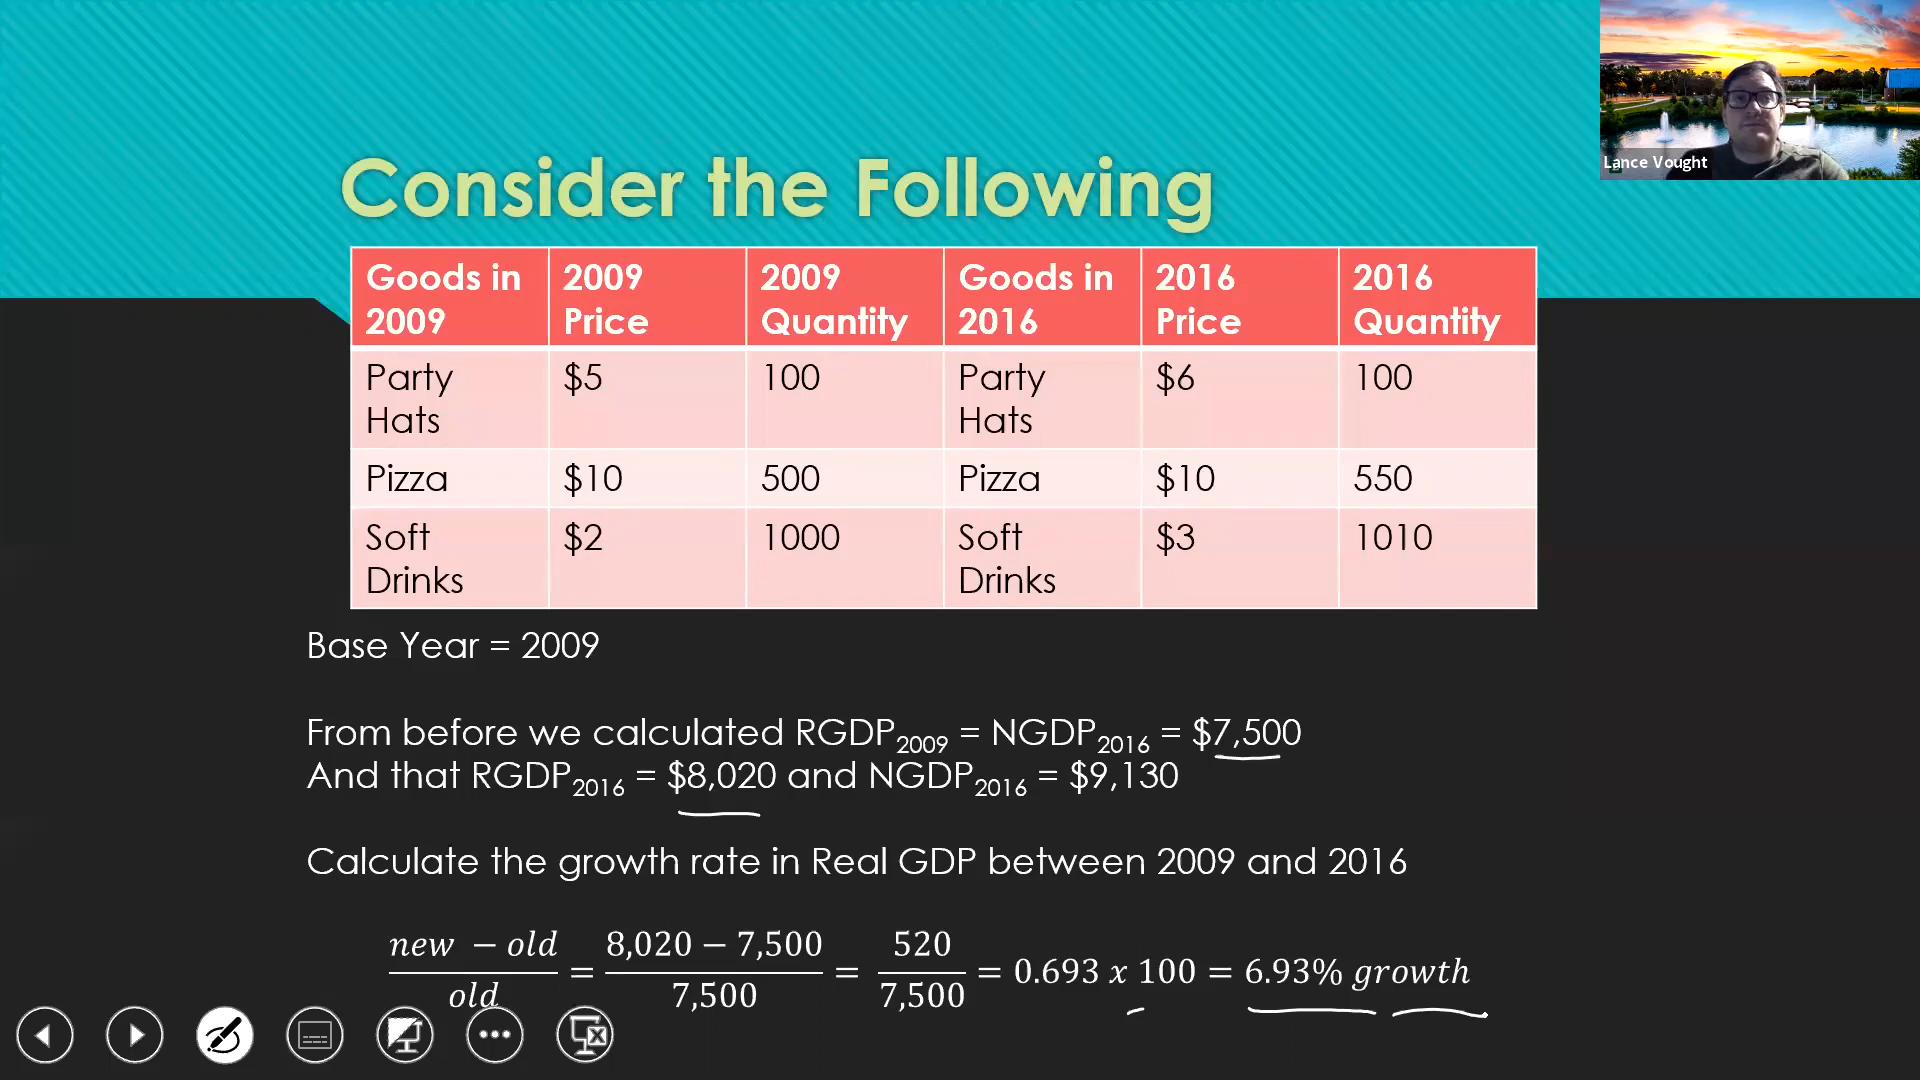 Lance Vought
Consider the Following
Goods in 2009 2009 Price 2009 Quantity Goods in 2016 2016 Price 2016 Quantity
Party Hats $5 100 Party Hats $6 100
Pizza $10 500 Pizza $10 550
Soft Drinks $2 1000 Soft Drinks $3 1010
Base Year = 2009
From before we calculated RGDP2009 = NGDP2016 = $7,500
And that RGDP2016 = $8,020 and NGDP2016 = $9,130
Calculate the growth rate in Real GDP between 2009 and 2016
new − old / old = 8,020 − 7,500 / 7,500 = 520 / 7,500 = 0.693 x 100 = 6.93% growth